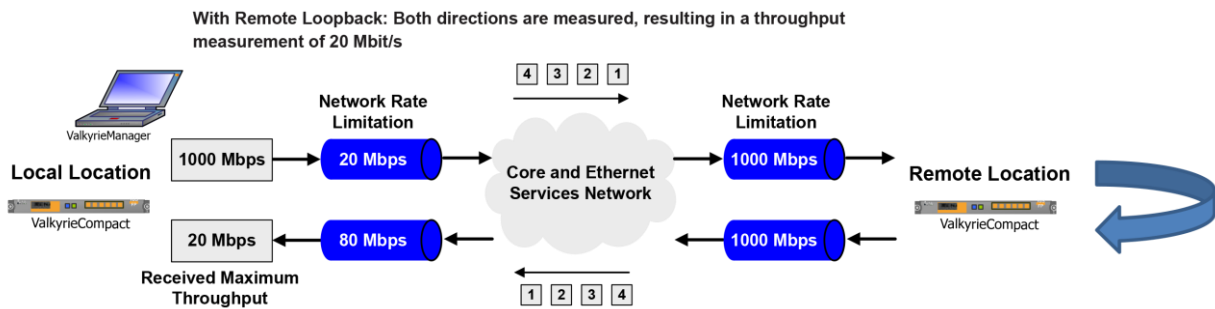 With Remote Loopback: Both directions are measured, resulting in a throughput
measurement of 20 Mbit/s
4 3 2 1
ValkyrieManager
Network Rate
Limitation
Network Rate
Limitation
1000 Mbps
20 Mbps
Core and Ethernet
Services Network
1000 Mbps
Local Location
Remote Location
ValkyrieCompact
ValkyrieCompact
20 Mbps
80 Mbps
1000 Mbps
Received Maximum
Throughput
1 2 3 4